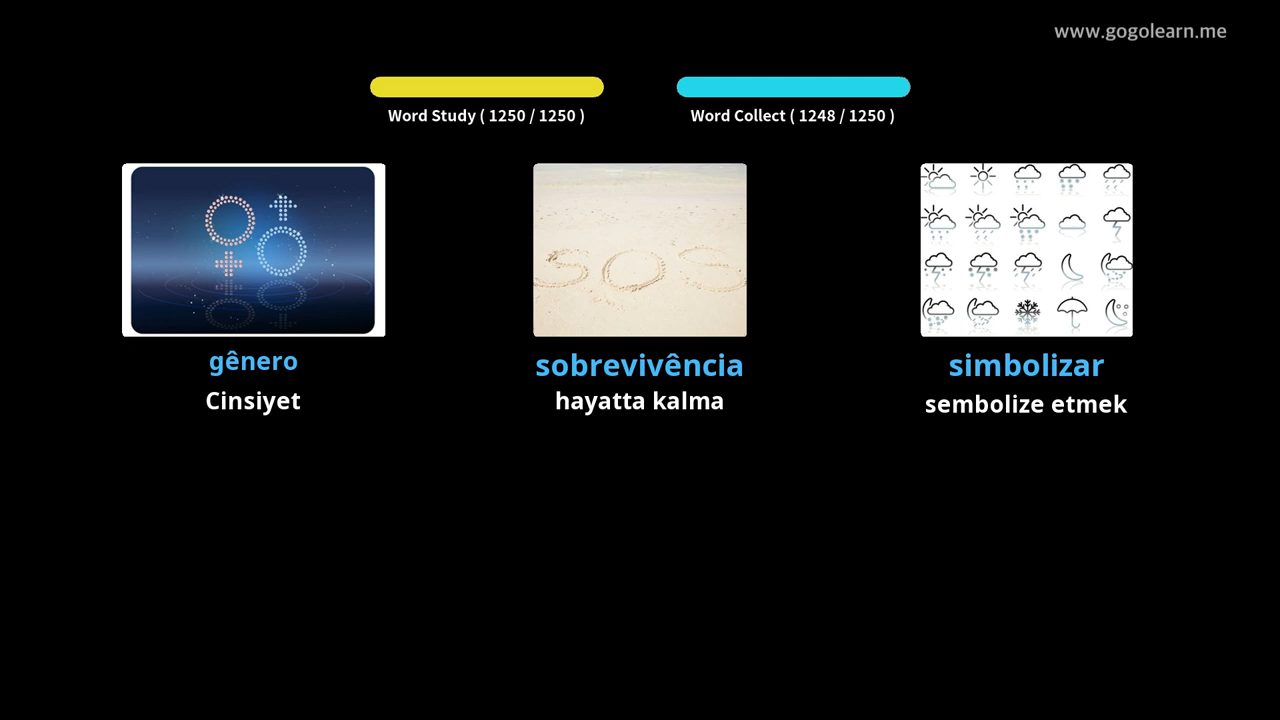 www.gogolearn.me
Word Study ( 1250 / 1250 )
Word Collect ( 1248 / 1250 )
SOS
gênero
sobrevivência
simbolizar
Cinsiyet
hayatta kalma
sembolize etmek